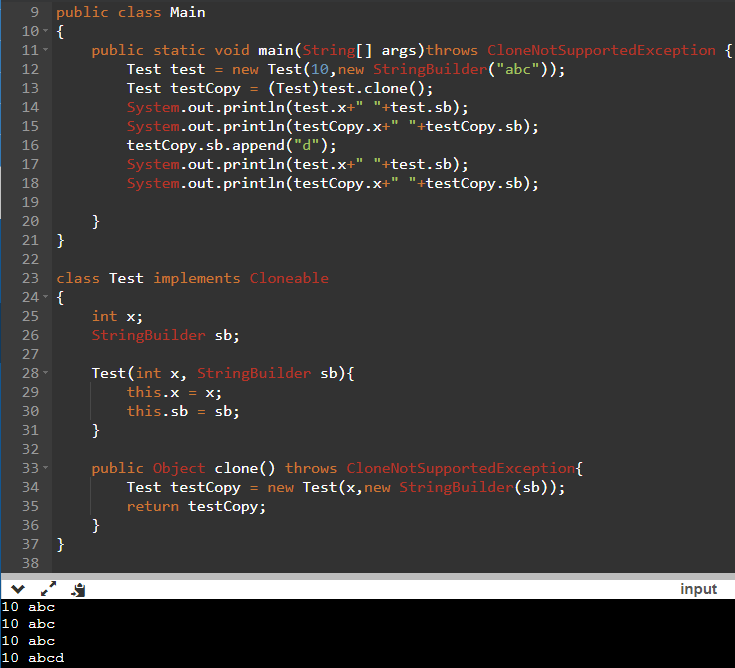 9 public class Main
10 {
11 public static void main(String[] args)throws CloneNotSupportedException {
12 Test test = new Test(10,new StringBuilder("abc"));
13 Test testCopy = (Test)test.clone();
14 System.out.println(test.x+" "+test.sb);
15 System.out.println(testCopy.x+" "+testCopy.sb);
16 testCopy.sb.append("d");
17 System.out.println(test.x+" "+test.sb);
18 System.out.println(testCopy.x+" "+testCopy.sb);
19
20 }
21 }
22
23 class Test implements Cloneable
24 {
25 int x;
26 StringBuilder sb;
27
28 Test(int x, StringBuilder sb){
29 this.x = x;
30 this.sb = sb;
31 }
32
33 public Object clone() throws CloneNotSupportedException{
34 Test testCopy = new Test(x,new StringBuilder(sb));
35 return testCopy;
36 }
37 }
38
input
10 abc
10 abc
10 abc
10 abcd